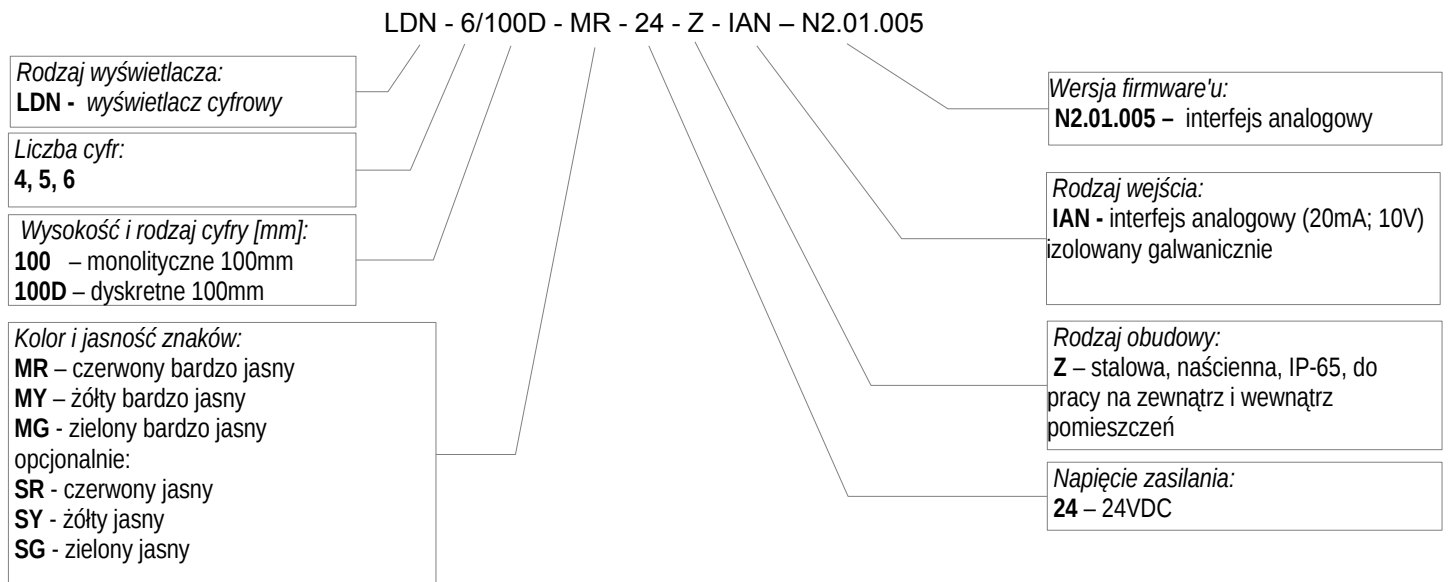 LDN - 6/100D - MR - 24 - Z - IAN – N2.01.005
Rodzaj wyświetlacza:
LDN - wyświetlacz cyfrowy
Liczba cyfr:
4, 5, 6
Wysokość i rodzaj cyfry [mm]:
100 – monolityczne 100mm
100D – dyskretne 100mm
Kolor i jasność znaków:
MR – czerwony bardzo jasny
MY – żółty bardzo jasny
MG - zielony bardzo jasny
opcjonalnie:
SR - czerwony jasny
SY - żółty jasny
SG - zielony jasny
Wersja firmware'u:
N2.01.005 – interfejs analogowy
Rodzaj wejścia:
IAN - interfejs analogowy (20mA; 10V)
izolowany galwanicznie
Rodzaj obudowy:
Z – stalowa, naścienna, IP-65, do
pracy na zewnątrz i wewnątrz
pomieszczeń
Napięcie zasilania:
24 – 24VDC